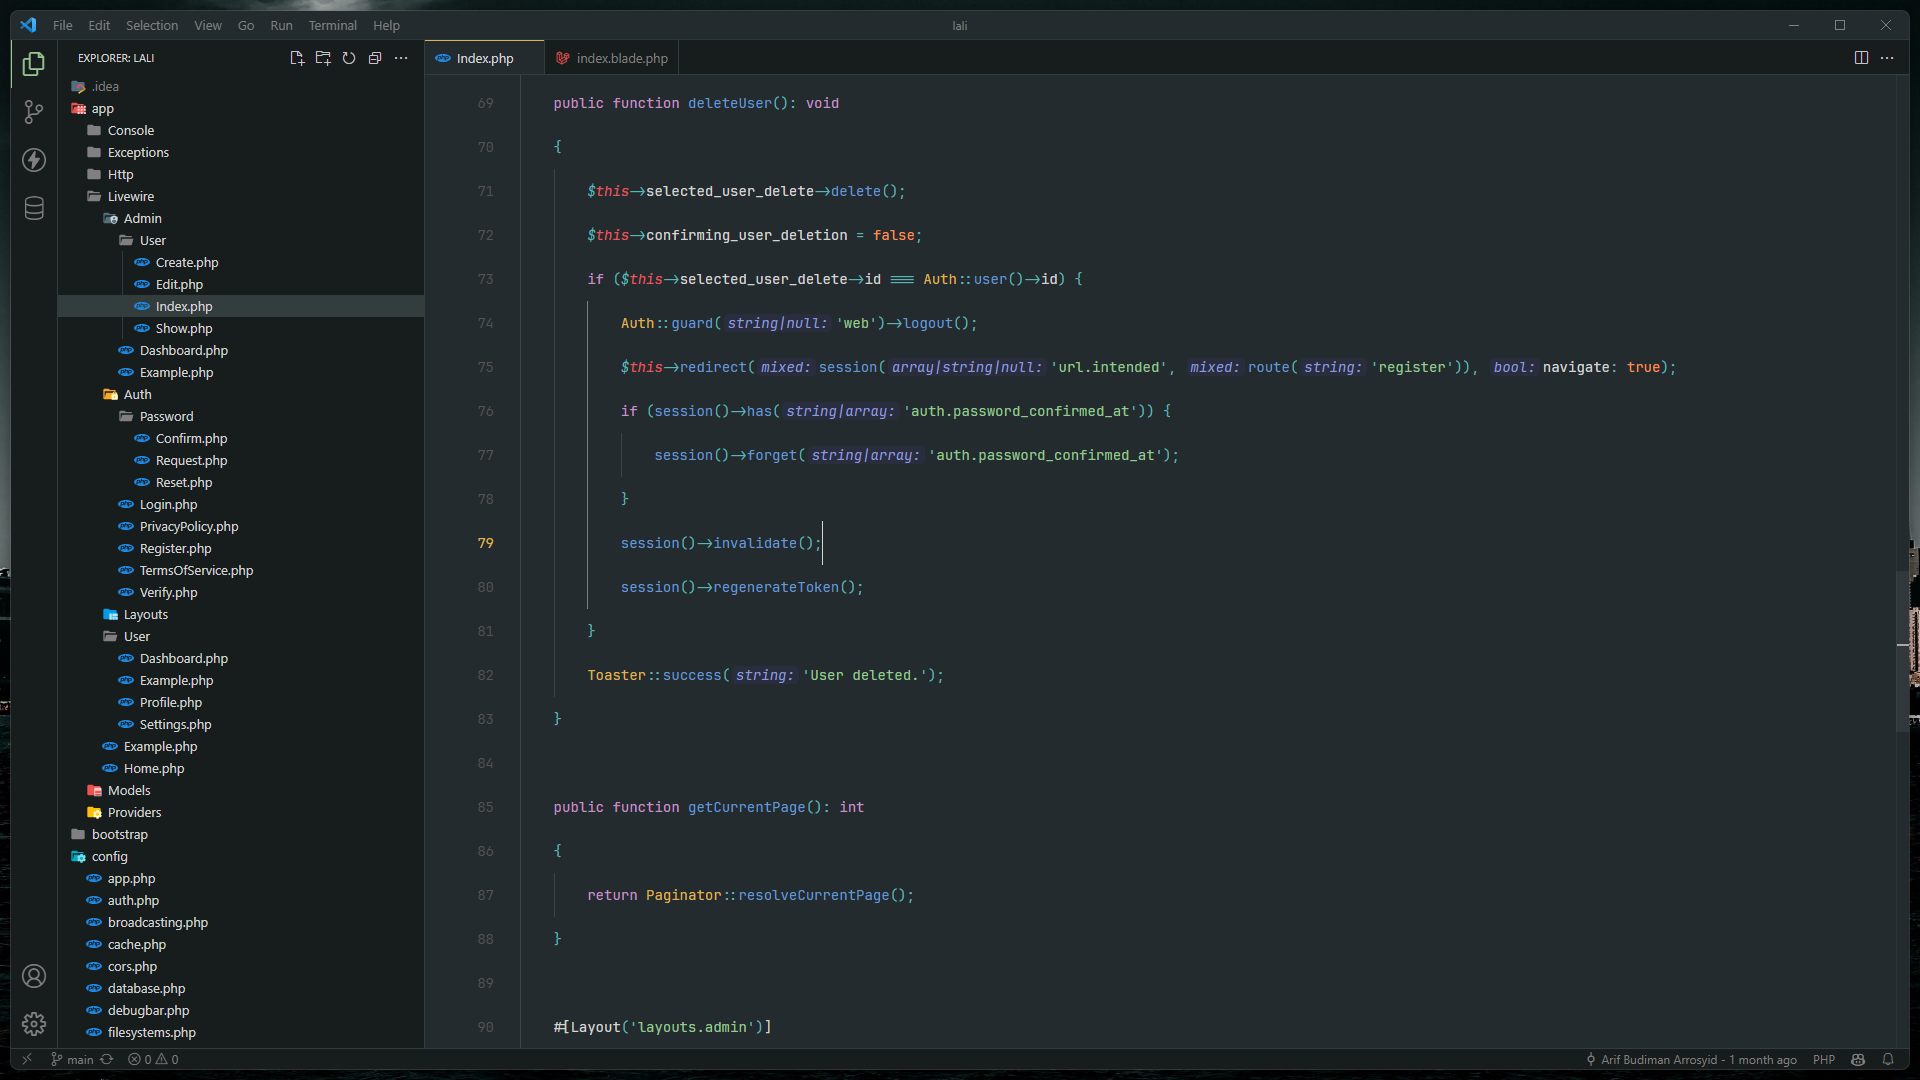 File Edit Selection View Go Run Terminal Help
lali
EXPLORER: LALI
.idea
app
Console
Exceptions
Http
Livewire
Admin
User
Create.php
Edit.php
Index.php
Show.php
Dashboard.php
Example.php
Auth
Password
Confirm.php
Request.php
Reset.php
Login.php
PrivacyPolicy.php
Register.php
TermsOfService.php
Verify.php
Layouts
User
Dashboard.php
Example.php
Profile.php
Settings.php
Example.php
Home.php
Models
Providers
bootstrap
config
app.php
auth.php
broadcasting.php
cache.php
cors.php
database.php
debugbar.php
filesystems.php
Index.php index.blade.php
69 public function deleteUser(): void
70 {
71 $this->selected_user_delete->delete();
72 $this->confirming_user_deletion = false;
73 if ($this->selected_user_delete->id === Auth::user()->id) {
74 Auth::guard( string|null: 'web')->logout();
75 $this->redirect( mixed: session( array|string|null: 'url.intended', mixed: route( string: 'register')), bool: navigate: true);
76 if (session()->has( string|array: 'auth.password_confirmed_at')) {
77 session()->forget( string|array: 'auth.password_confirmed_at');
78 }
79 session()->invalidate();
80 session()->regenerateToken();
81 }
82 Toaster::success( string: 'User deleted.');
83 }
84
85 public function getCurrentPage(): int
86 {
87 return Paginator::resolveCurrentPage();
88 }
89
90 #[Layout('layouts.admin')]
main 0 0
Arif Budiman Arrosyid - 1 month ago PHP